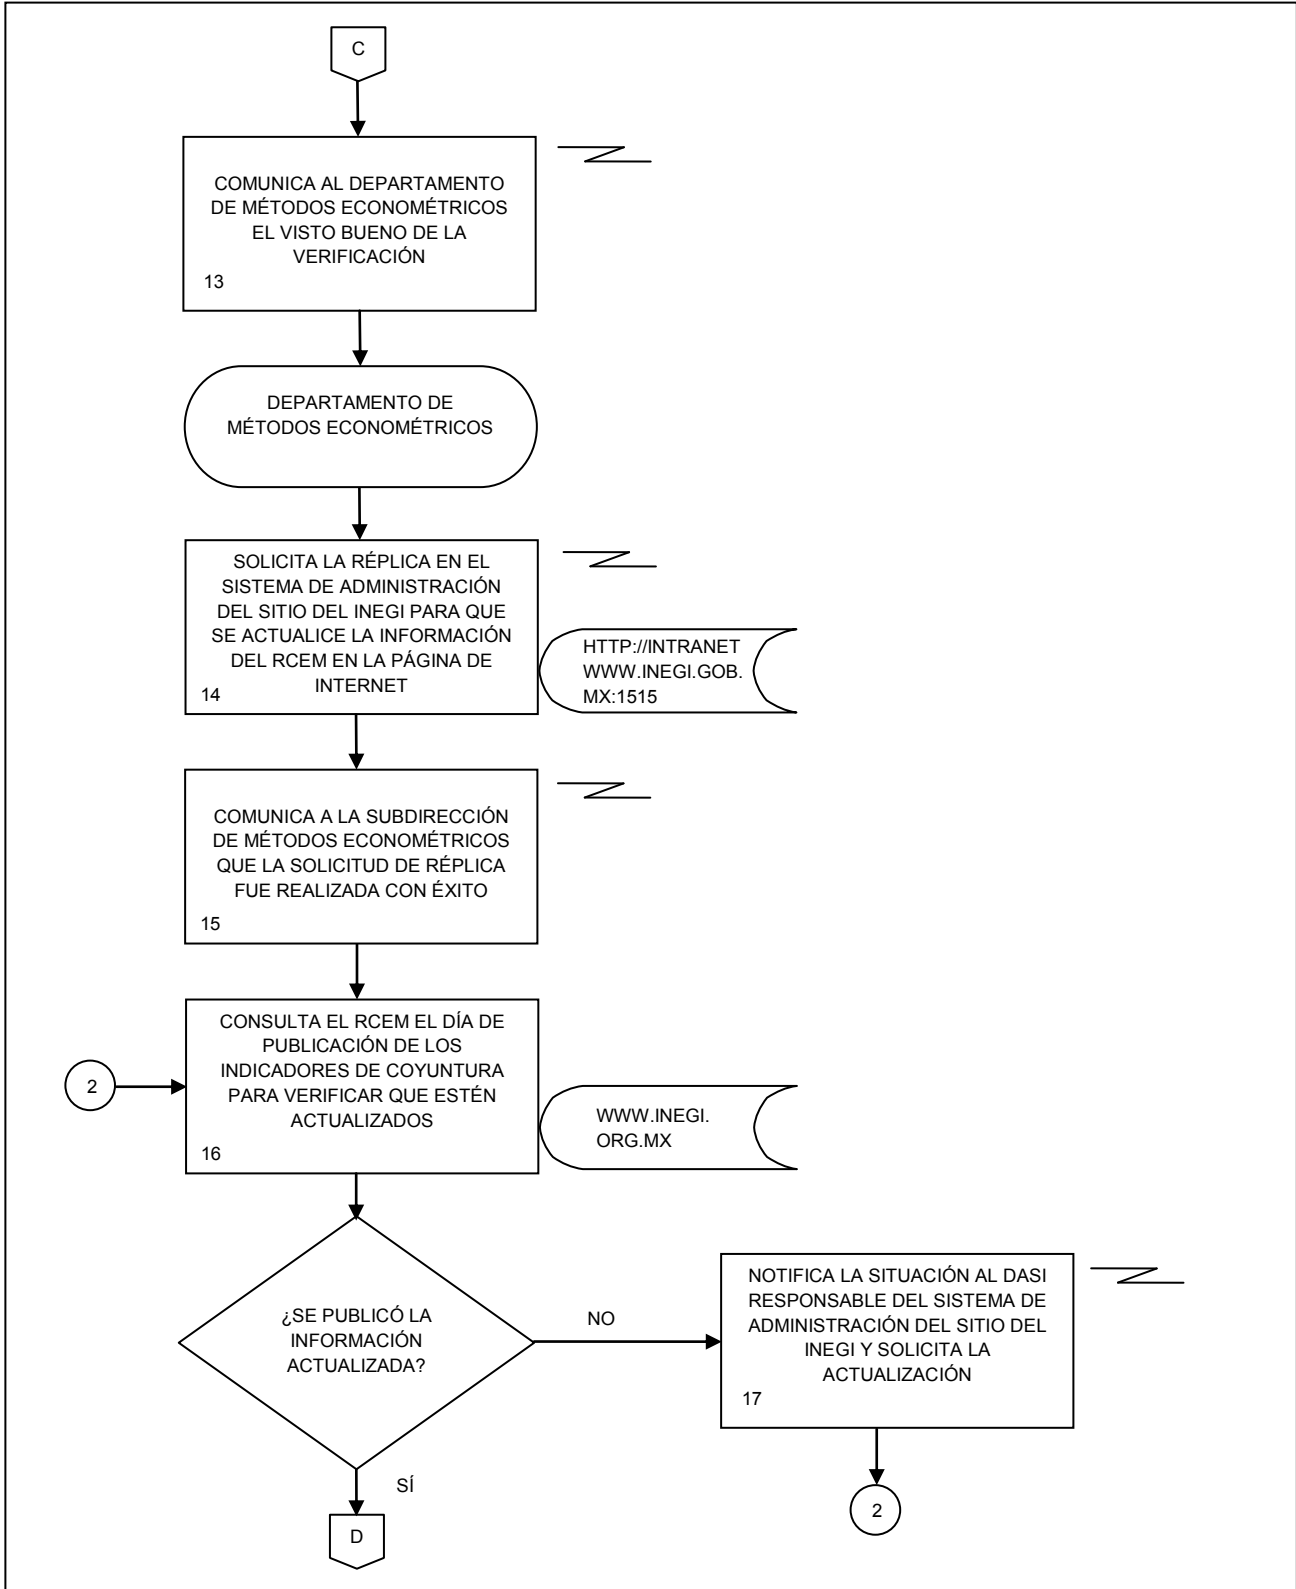 C
COMUNICA AL DEPARTAMENTO
DE MÉTODOS ECONOMÉTRICOS
EL VISTO BUENO DE LA
VERIFICACIÓN
13
DEPARTAMENTO DE
MÉTODOS ECONOMÉTRICOS
SOLICITA LA RÉPLICA EN EL
SISTEMA DE ADMINISTRACIÓN
DEL SITIO DEL INEGI PARA QUE
SE ACTUALICE LA INFORMACIÓN
DEL RCEM EN LA PÁGINA DE
INTERNET
14
HTTP://INTRANET
WWW.INEGI.GOB.
MX:1515
COMUNICA A LA SUBDIRECCIÓN
DE MÉTODOS ECONOMÉTRICOS
QUE LA SOLICITUD DE RÉPLICA
FUE REALIZADA CON ÉXITO
15
CONSULTA EL RCEM EL DÍA DE
PUBLICACIÓN DE LOS
INDICADORES DE COYUNTURA
PARA VERIFICAR QUE ESTÉN
ACTUALIZADOS
16
2
WWW.INEGI.
ORG.MX
¿SE PUBLICÓ LA
INFORMACIÓN
ACTUALIZADA?
NO
NOTIFICA LA SITUACIÓN AL DASI
RESPONSABLE DEL SISTEMA DE
ADMINISTRACIÓN DEL SITIO DEL
INEGI Y SOLICITA LA
ACTUALIZACIÓN
17
SÍ
2
D